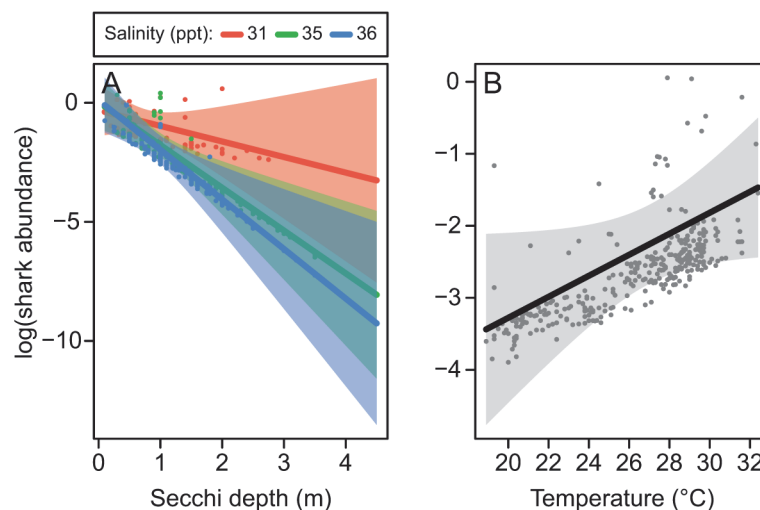 Salinity (ppt): 31 35 36
A
B
0
−5
−10
log(shark abundance)
0 1 2 3 4
Secchi depth (m)
0
−1
−2
−3
−4
20 22 24 26 28 30 32
Temperature (°C)